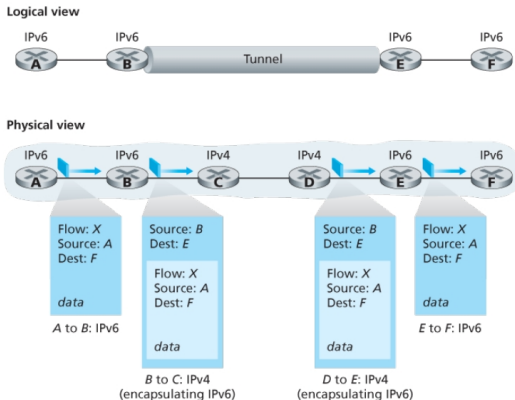 Logical view
IPv6 IPv6 IPv6 IPv6
A B Tunnel E F
Physical view
IPv6 IPv6 IPv4 IPv4 IPv6 IPv6
A B C D E F
Flow: X
Source: A
Dest: F
data
A to B: IPv6
Source: B
Dest: E
Flow: X
Source: A
Dest: F
data
B to C: IPv4
(encapsulating IPv6)
Source: B
Dest: E
Flow: X
Source: A
Dest: F
data
D to E: IPv4
(encapsulating IPv6)
Flow: X
Source: A
Dest: F
data
E to F: IPv6